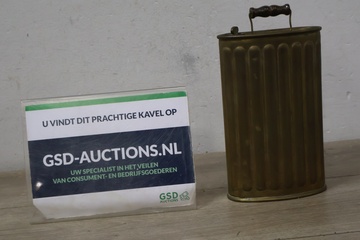 U VINDT DIT PRACHTIGE KAVEL OP
GSD-AUCTIONS.NL
UW SPECIALIST IN HET VEILEN
VAN CONSUMENT- EN BEDRIJFSGOEDEREN
GSD